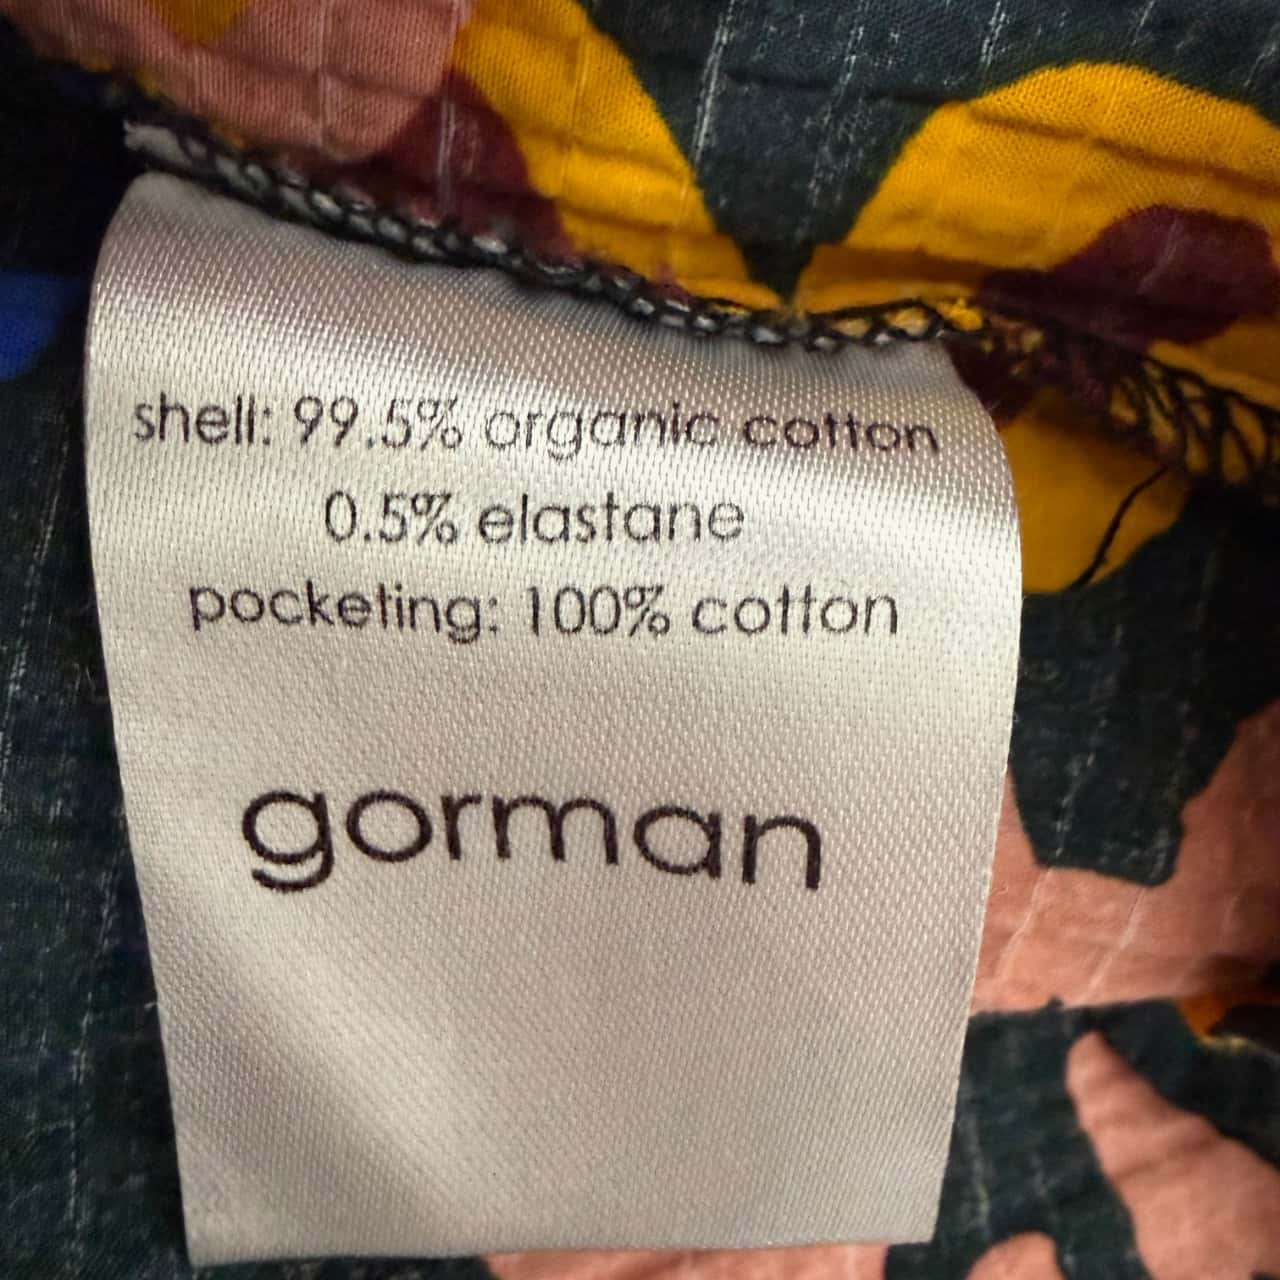 shell: 99.5% organic cotton
0.5% elastane
pocketing: 100% cotton
gorman